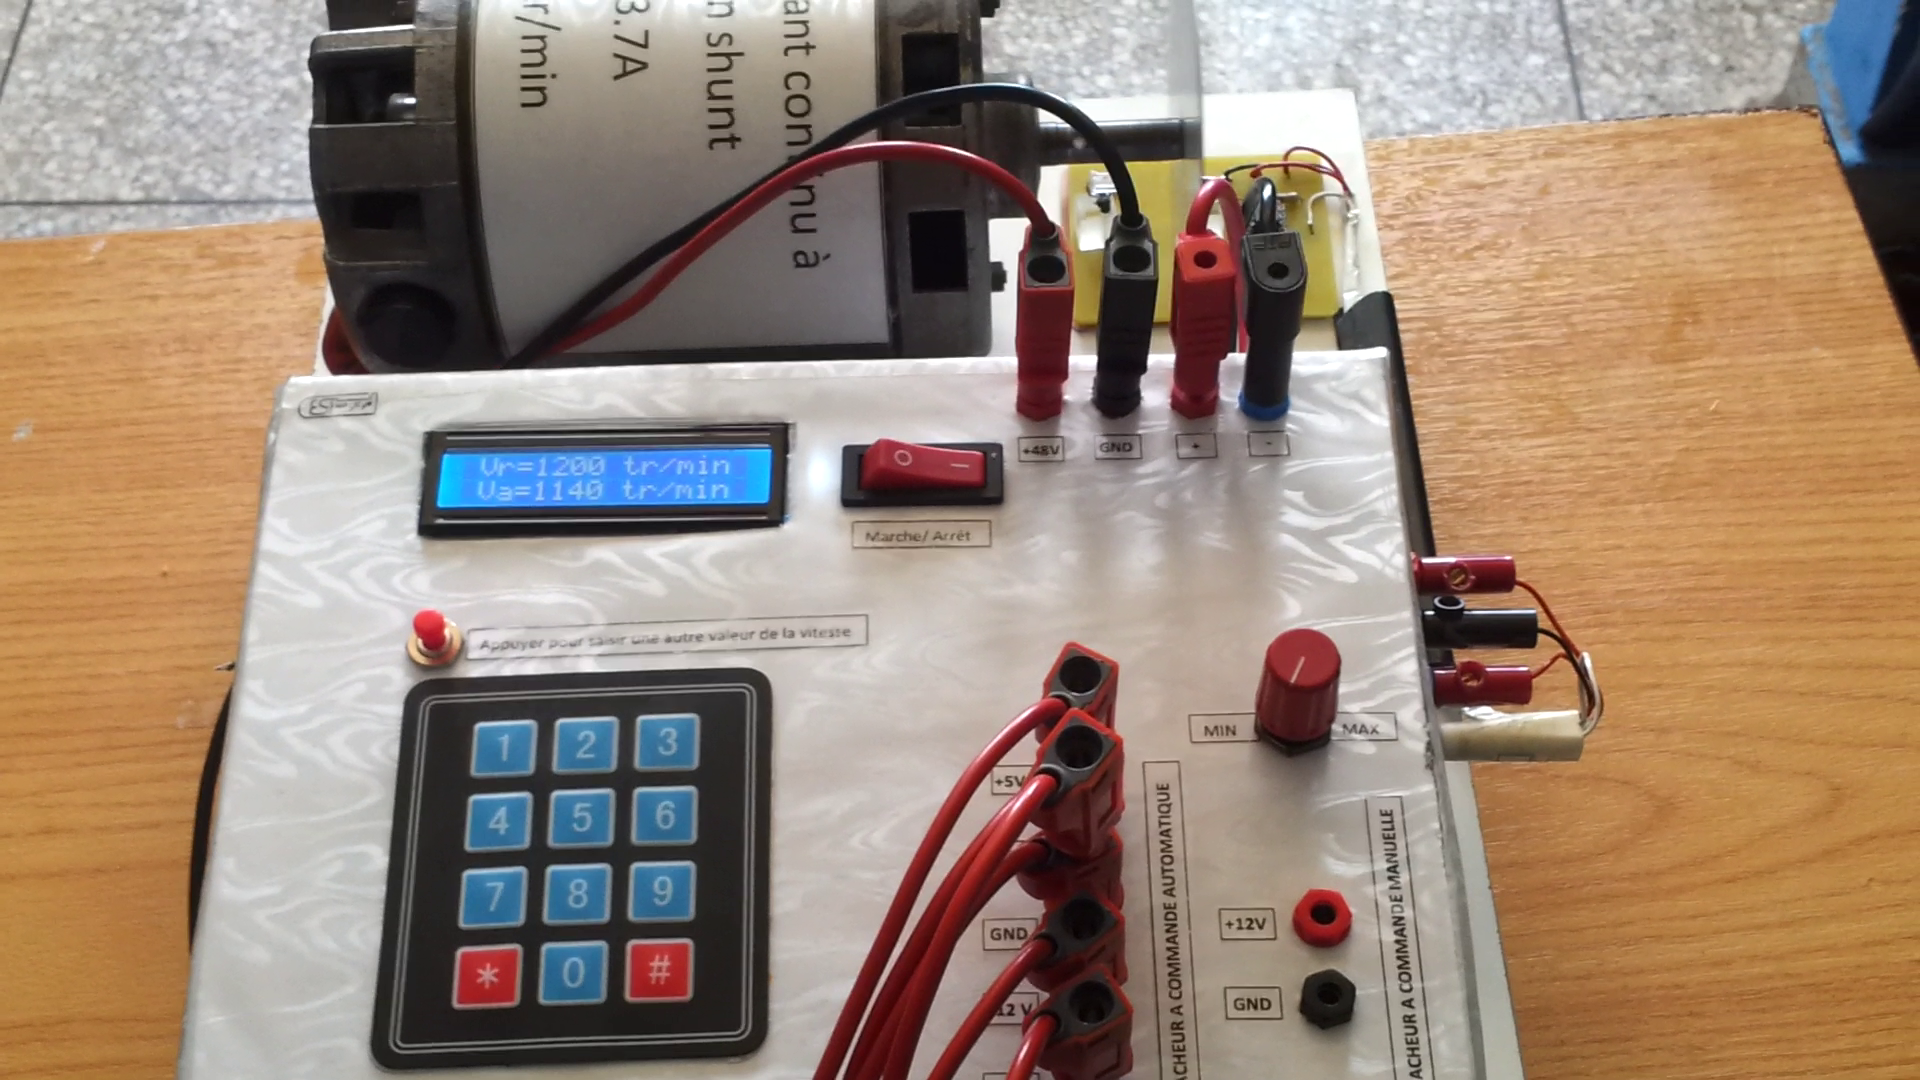 ant continu à
n shunt
3.7A
r/min
Vr=1200 tr/min
Va=1140 tr/min
+48V
GND
+
-
O
Marche/ Arrêt
Appuyer pour saisir une autre valeur de la vitesse
1 2 3
4 5 6
7 8 9
* 0 #
MIN
MAX
+5V
GND
12 V
ACHEUR A COMMANDE AUTOMATIQUE
+12V
GND
ACHEUR A COMMANDE MANUELLE